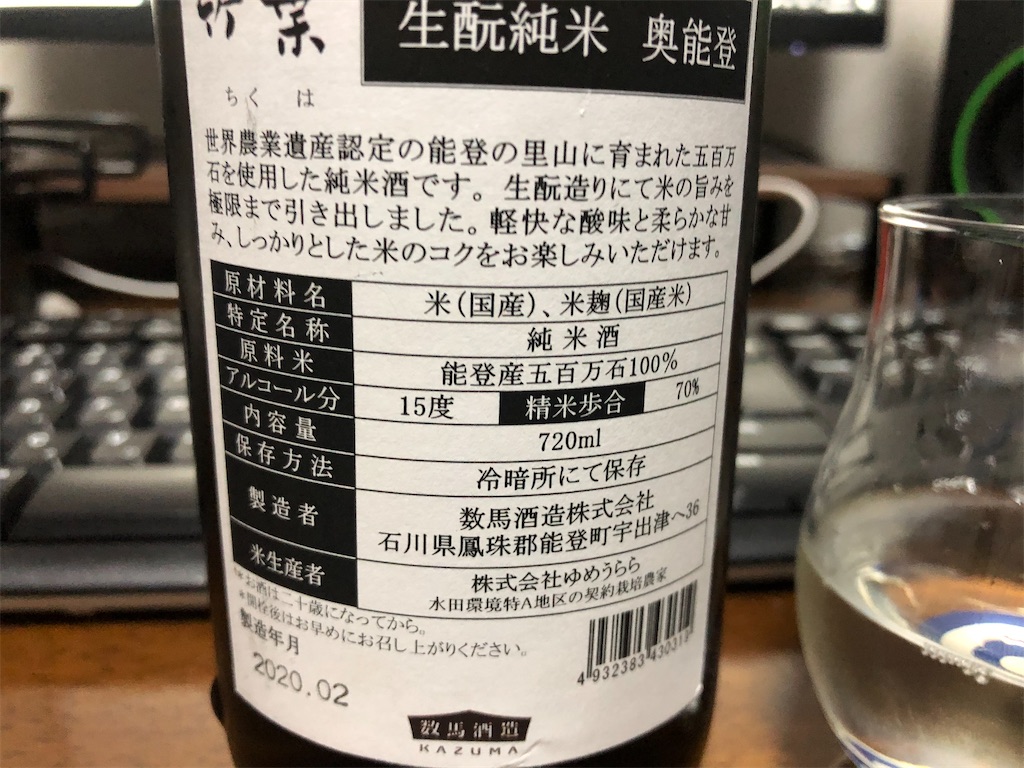 竹葉
生酛純米 奥能登
ちくは
世界農業遺産認定の能登の里山に育まれた五百万
石を使用した純米酒です。生酛造りにて米の旨みを
極限まで引き出しました。軽快な酸味と柔らかな甘
み、しっかりとした米のコクをお楽しみいただけます。
原材料名 米(国産)、米麹(国産米)
特定名称 純米酒
原料米 能登産五百万石100%
アルコール分 15度 精米歩合 70%
内容量 720ml
保存方法 冷暗所にて保存
製造者 数馬酒造株式会社
石川県鳳珠郡能登町宇出津へ36
米生産者 株式会社ゆめうらら
水田環境特A地区の契約栽培農家
*お酒は二十歳になってから。
*開栓後はお早めにお召し上がりください。
製造年月
2020.02
数馬酒造
KAZUMA